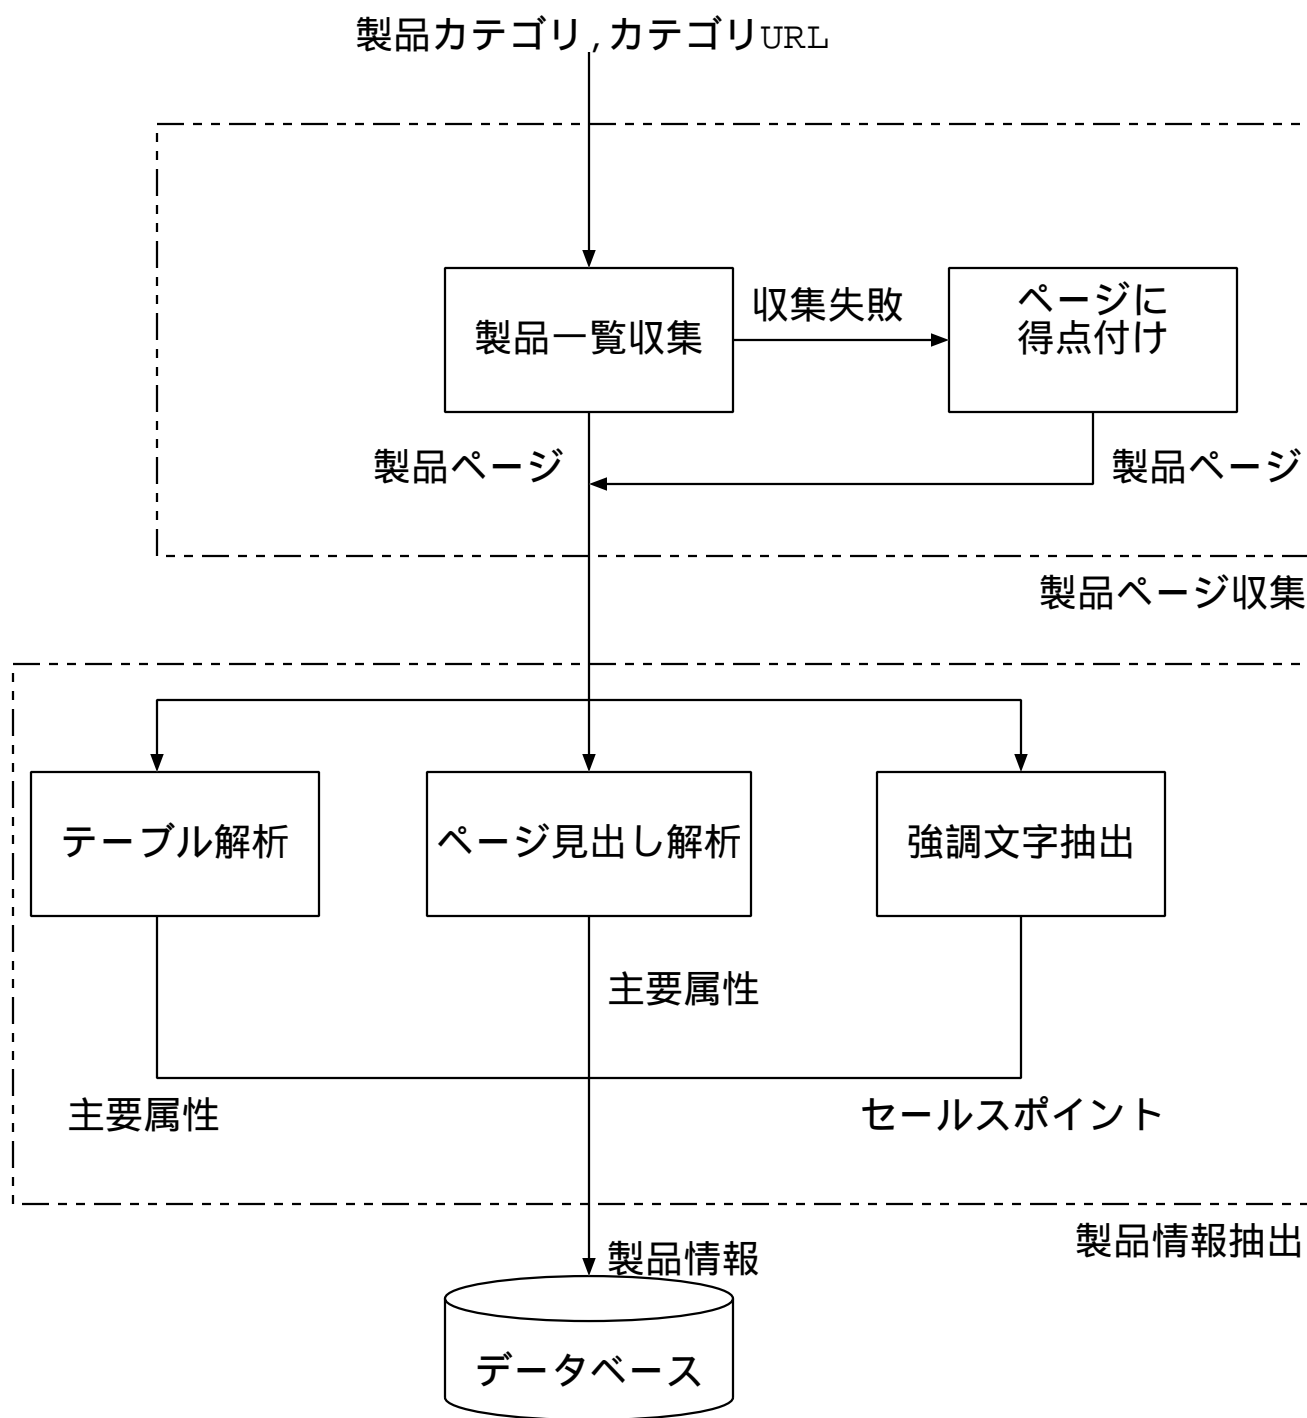 製品カテゴリ,カテゴリURL
製品一覧収集
収集失敗
ページに
得点付け
製品ページ
製品ページ
製品ページ収集
テーブル解析
ページ見出し解析
強調文字抽出
主要属性
主要属性
セールスポイント
製品情報抽出
製品情報
データベース